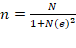 n = N / 1+N(e)²